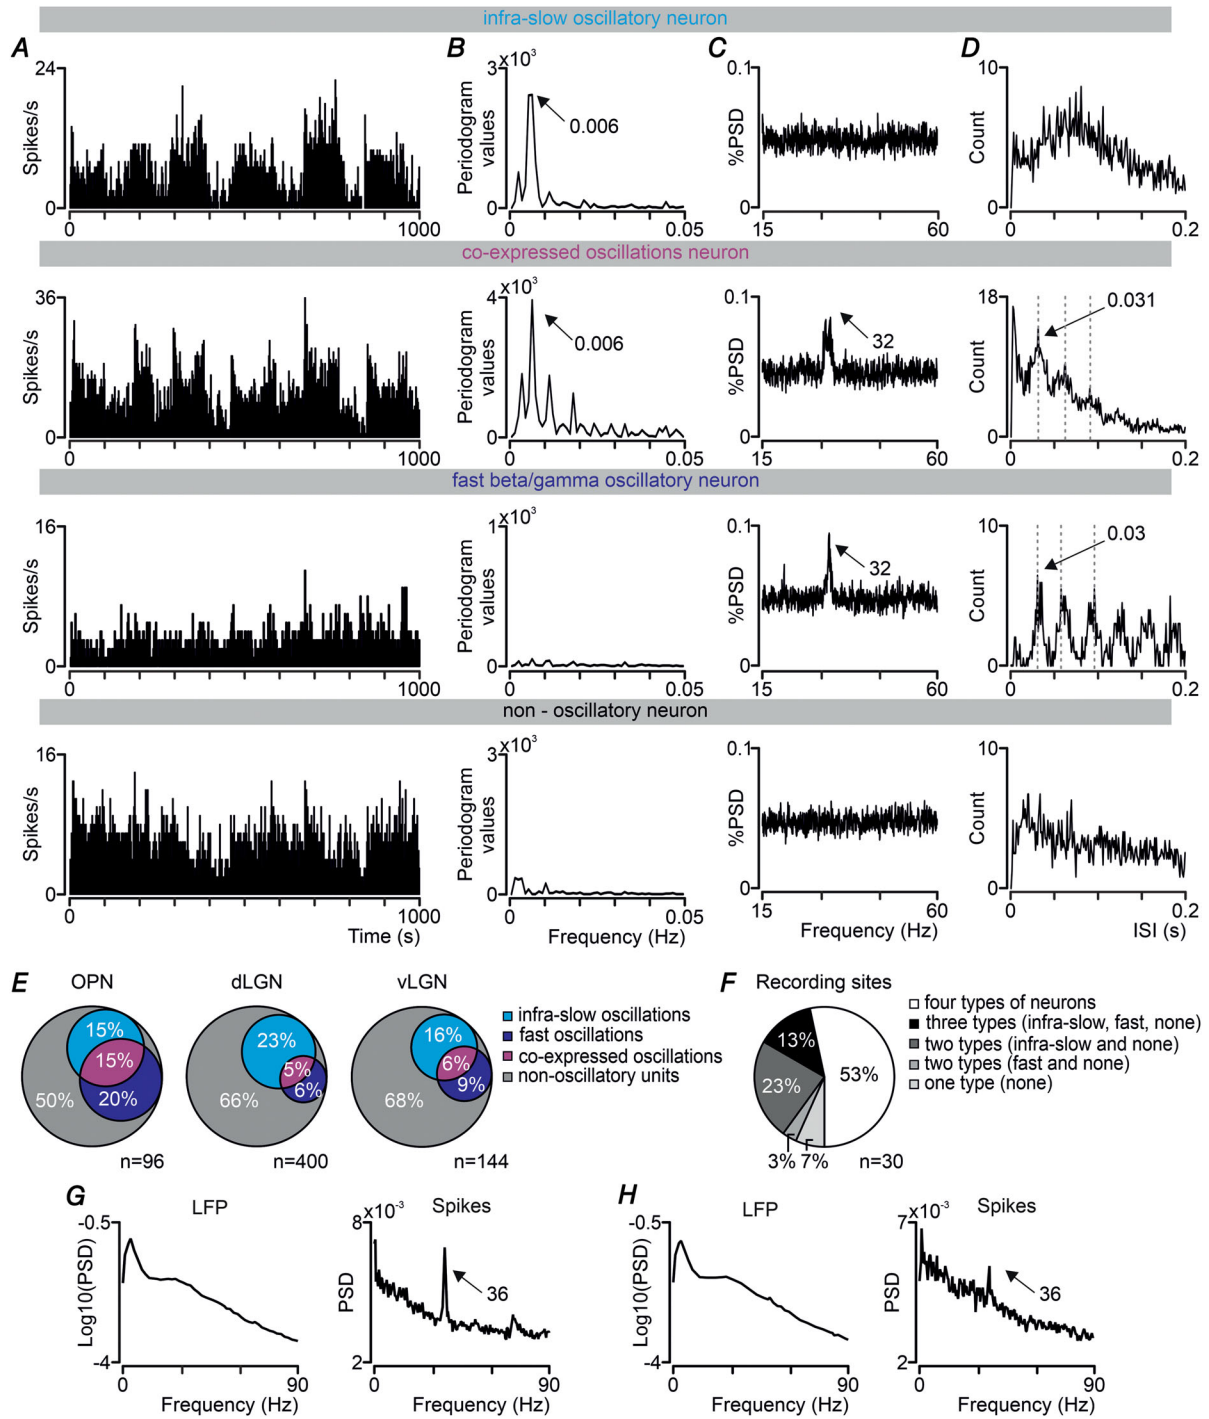 infra-slow oscillatory neuron
A
B
C
D
24
Spikes/s
0
0
1000
3
x10³
Periodogram
values
0.006
0
0
0.05
0.1
%PSD
0
15
60
10
Count
0
0
0.2
co-expressed oscillations neuron
36
Spikes/s
0
0
1000
4
x10³
Periodogram
values
0.006
0
0
0.05
0.1
%PSD
32
0
15
60
18
Count
0.031
0
0
0.2
fast beta/gamma oscillatory neuron
16
Spikes/s
0
0
1000
1
x10³
Periodogram
values
0
0
0.05
0.1
%PSD
32
0
15
60
10
Count
0.03
0
0
0.2
non - oscillatory neuron
16
Spikes/s
0
0
1000
Time (s)
3
x10³
Periodogram
values
0
0
0.05
Frequency (Hz)
0.1
%PSD
0
15
60
Frequency (Hz)
10
Count
0
0
0.2
ISI (s)
E
OPN
15%
15%
50%
20%
n=96
dLGN
23%
5%
6%
66%
n=400
vLGN
16%
6%
9%
68%
n=144
infra-slow oscillations
fast oscillations
co-expressed oscillations
non-oscillatory units
F
Recording sites
13%
53%
23%
3%
7%
n=30
four types of neurons
three types (infra-slow, fast, none)
two types (infra-slow and none)
two types (fast and none)
one type (none)
G
LFP
-0.5
Log10(PSD)
-4
0
90
Frequency (Hz)
Spikes
8
x10⁻³
PSD
36
2
0
90
Frequency (Hz)
H
LFP
-0.5
Log10(PSD)
-4
0
90
Frequency (Hz)
Spikes
7
x10⁻³
PSD
36
2
0
90
Frequency (Hz)